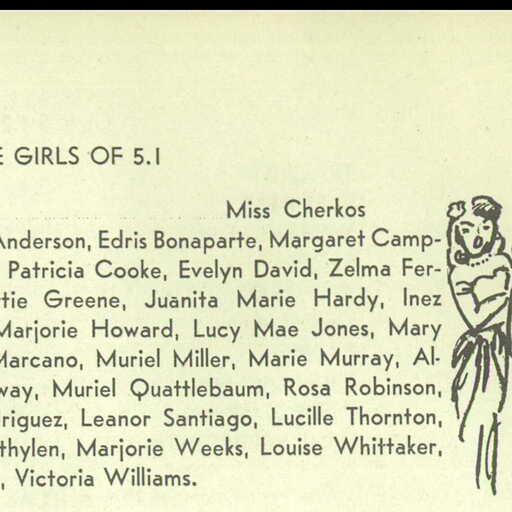 GIRLS OF 5.1
Miss Cherkos
Anderson, Edris Bonaparte, Margaret Camp-
Patricia Cooke, Evelyn David, Zelma Fer-
tie Greene, Juanita Marie Hardy, Inez
Marjorie Howard, Lucy Mae Jones, Mary
Marcano, Muriel Miller, Marie Murray, Al-
way, Muriel Quattlebaum, Rosa Robinson,
riguez, Leanor Santiago, Lucille Thornton,
thylen, Marjorie Weeks, Louise Whittaker,
, Victoria Williams.